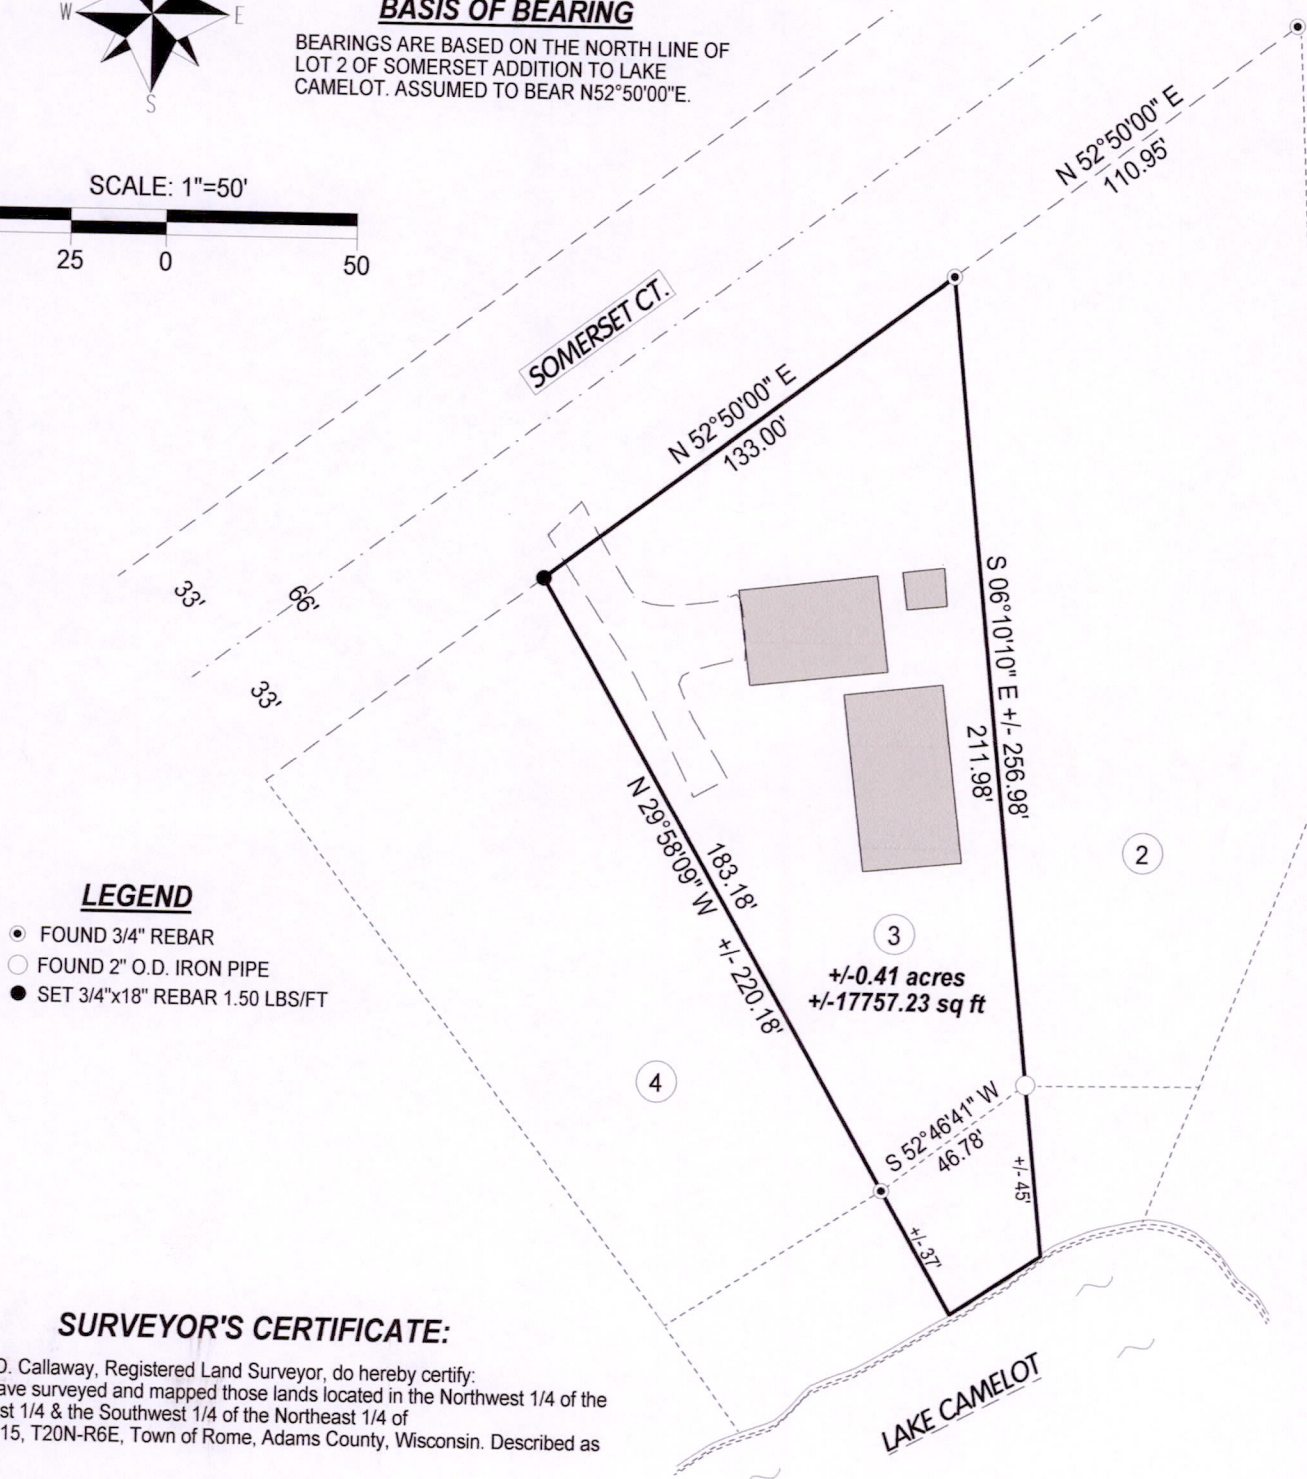 BASIS OF BEARING
W
E
S
BEARINGS ARE BASED ON THE NORTH LINE OF
LOT 2 OF SOMERSET ADDITION TO LAKE
CAMELOT. ASSUMED TO BEAR N52°50'00"E.
SCALE: 1"=50'
25 0 50
N 52°50'00" E
110.95'
SOMERSET CT.
N 52°50'00" E
133.00'
33'
66'
33'
S 06°10'10" E +/- 256.98'
211.98'
N 29°58'09" W +/- 220.18'
183.18'
2
3
+/-0.41 acres
+/-17757.23 sq ft
4
LEGEND
FOUND 3/4" REBAR
FOUND 2" O.D. IRON PIPE
SET 3/4"x18" REBAR 1.50 LBS/FT
S 52°46'41" W
46.78'
+/- 45'
+/- 37'
LAKE CAMELOT
SURVEYOR'S CERTIFICATE:
D. Callaway, Registered Land Surveyor, do hereby certify:
ave surveyed and mapped those lands located in the Northwest 1/4 of the
st 1/4 & the Southwest 1/4 of the Northeast 1/4 of
15, T20N-R6E, Town of Rome, Adams County, Wisconsin. Described as